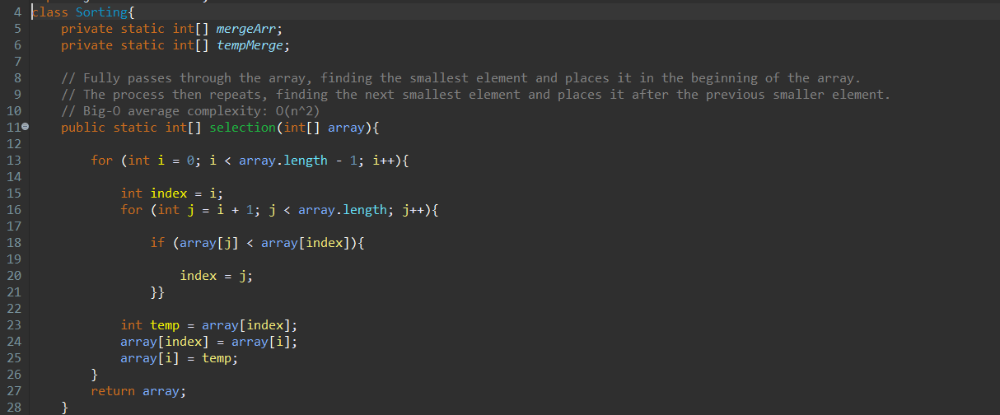 4 class Sorting{
5     private static int[] mergeArr;
6     private static int[] tempMerge;
7
8     // Fully passes through the array, finding the smallest element and places it in the beginning of the array.
9     // The process then repeats, finding the next smallest element and places it after the previous smaller element.
10     // Big-O average complexity: O(n^2)
11     public static int[] selection(int[] array){
12
13         for (int i = 0; i < array.length - 1; i++){
14
15             int index = i;
16             for (int j = i + 1; j < array.length; j++){
17
18                 if (array[j] < array[index]){
19
20                     index = j;
21                 }}
22
23             int temp = array[index];
24             array[index] = array[i];
25             array[i] = temp;
26         }
27         return array;
28     }